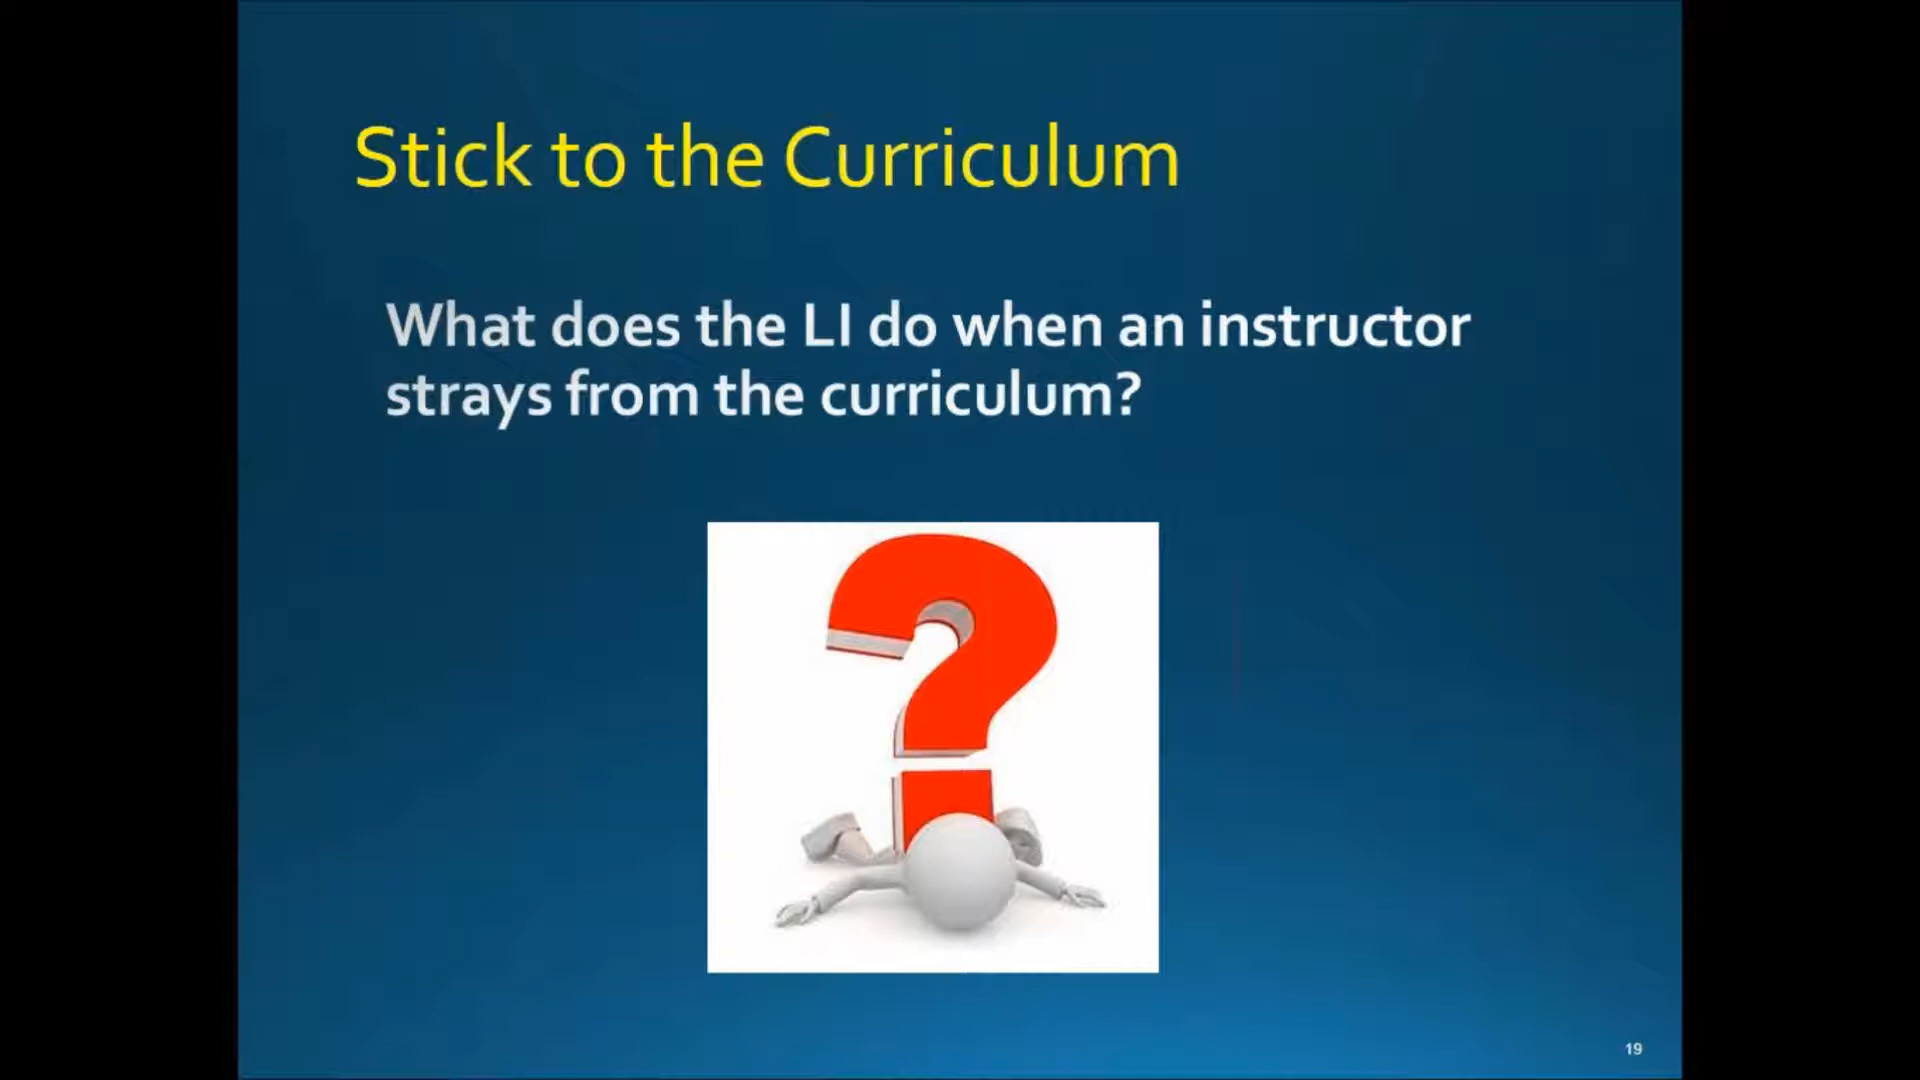 Stick to the Curriculum
What does the LI do when an instructor
strays from the curriculum?
19